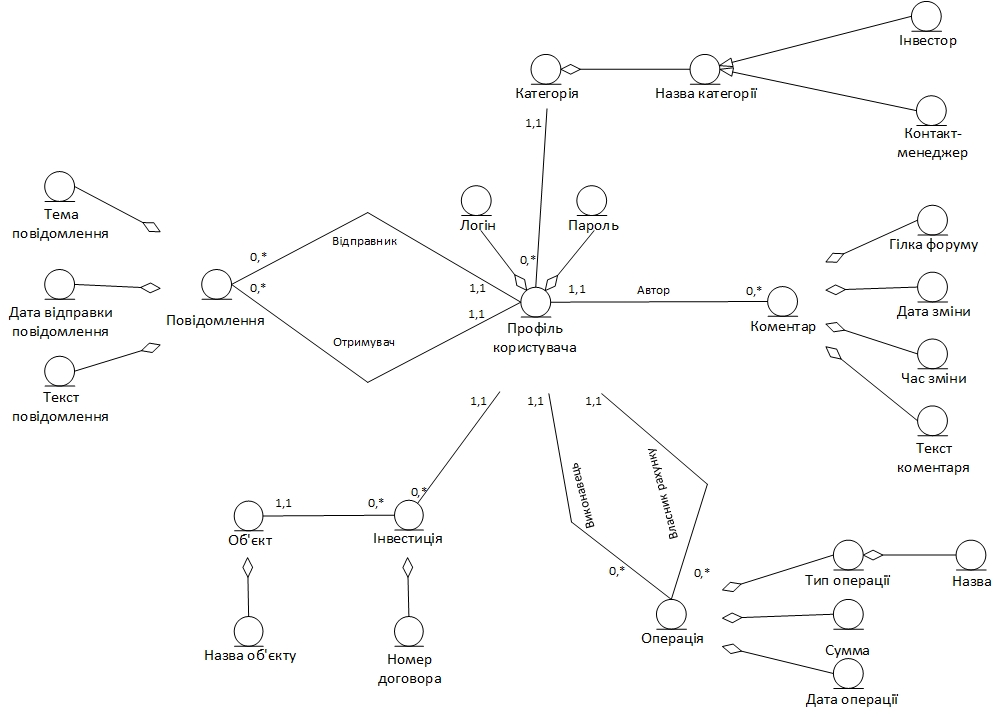 Інвестор
Категорія
Назва категорії
1,1
Контакт-
менеджер
Тема
повідомлення
Логін
Пароль
Гілка форуму
Відправник
0,*
0,*
0,*
1,1
1,1
Автор
0,*
Дата відправки
повідомлення
Повідомлення
1,1
Профіль
користувача
Коментар
Дата зміни
Отримувач
Час зміни
Текст
повідомлення
1,1
1,1
1,1
Текст
коментаря
Виконавець
Власник рахунку
1,1
0,*
0,*
Об'єкт
Інвестиція
0,*
0,*
Тип операції
Назва
Операція
Назва об'єкту
Номер
договора
Сумма
Дата операції